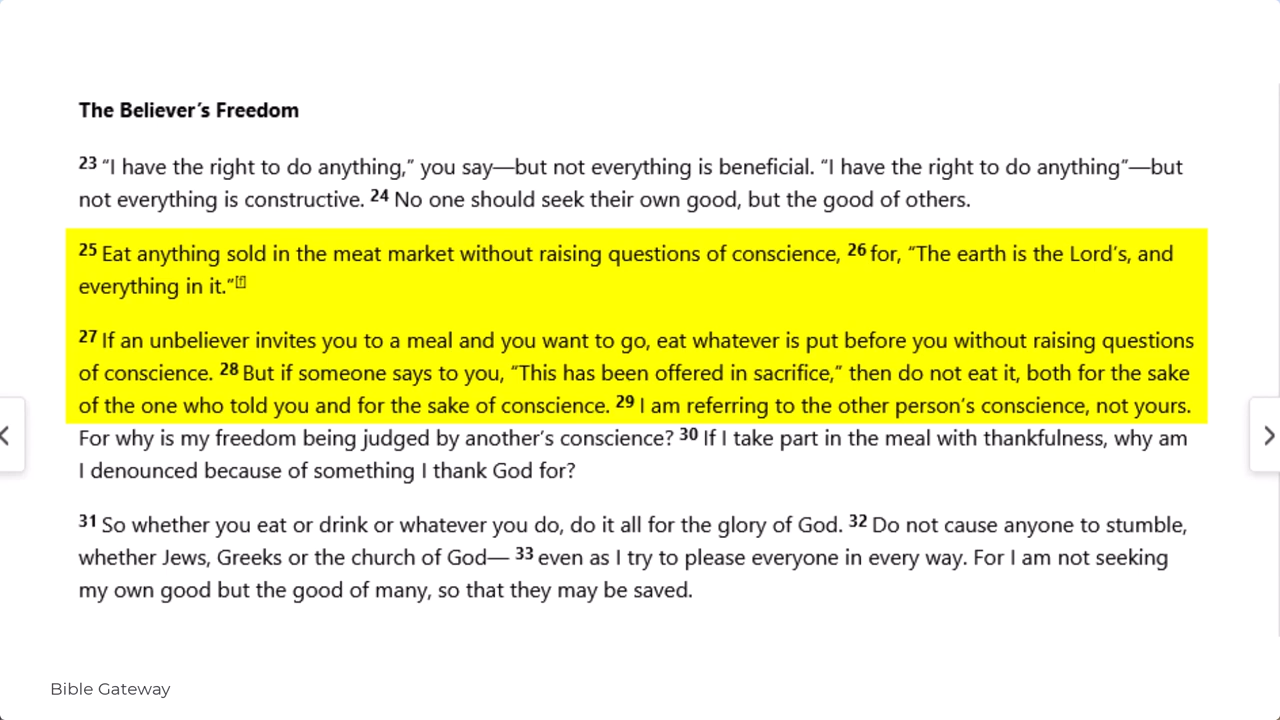 The Believer’s Freedom
23 “I have the right to do anything,” you say—but not everything is beneficial. “I have the right to do anything”—but
not everything is constructive. 24 No one should seek their own good, but the good of others.
25 Eat anything sold in the meat market without raising questions of conscience, 26 for, “The earth is the Lord’s, and
everything in it.”[f]
27 If an unbeliever invites you to a meal and you want to go, eat whatever is put before you without raising questions
of conscience. 28 But if someone says to you, “This has been offered in sacrifice,” then do not eat it, both for the sake
of the one who told you and for the sake of conscience. 29 I am referring to the other person’s conscience, not yours.
For why is my freedom being judged by another’s conscience? 30 If I take part in the meal with thankfulness, why am
I denounced because of something I thank God for?
31 So whether you eat or drink or whatever you do, do it all for the glory of God. 32 Do not cause anyone to stumble,
whether Jews, Greeks or the church of God— 33 even as I try to please everyone in every way. For I am not seeking
my own good but the good of many, so that they may be saved.
Bible Gateway